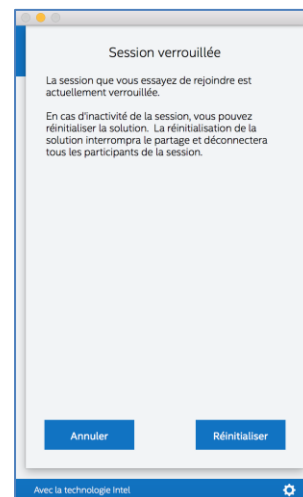 Session verrouillée
La session que vous essayez de rejoindre est
actuellement verrouillée.
En cas d'inactivité de la session, vous pouvez
réinitialiser la solution. La réinitialisation de la
solution interrompra le partage et déconnectera
tous les participants de la session.
Annuler
Réinitialiser
Avec la technologie Intel